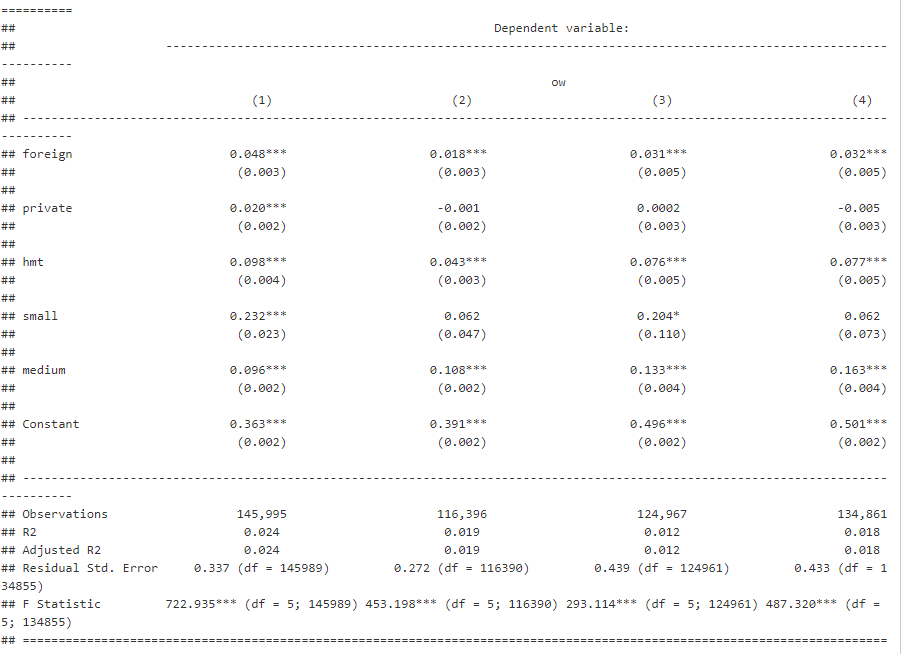 ==========
## Dependent variable:
## -----------------------------------------------------------------------------------------------------
----------
## ow
## (1) (2) (3) (4)
## -------------------------------------------------------------------------------------------------------------------------
----------
## foreign 0.048*** 0.018*** 0.031*** 0.032***
## (0.003) (0.003) (0.005) (0.005)
##
## private 0.020*** -0.001 0.0002 -0.005
## (0.002) (0.002) (0.003) (0.003)
##
## hmt 0.098*** 0.043*** 0.076*** 0.077***
## (0.004) (0.003) (0.005) (0.005)
##
## small 0.232*** 0.062 0.204* 0.062
## (0.023) (0.047) (0.110) (0.073)
##
## medium 0.096*** 0.108*** 0.133*** 0.163***
## (0.002) (0.002) (0.004) (0.004)
##
## Constant 0.363*** 0.391*** 0.496*** 0.501***
## (0.002) (0.002) (0.002) (0.002)
##
## -------------------------------------------------------------------------------------------------------------------------
----------
## Observations 145,995 116,396 124,967 134,861
## R2 0.024 0.019 0.012 0.018
## Adjusted R2 0.024 0.019 0.012 0.018
## Residual Std. Error 0.337 (df = 145989) 0.272 (df = 116390) 0.439 (df = 124961) 0.433 (df = 1
34855)
## F Statistic 722.935*** (df = 5; 145989) 453.198*** (df = 5; 116390) 293.114*** (df = 5; 124961) 487.320*** (df =
5; 134855)
## =========================================================================================================================